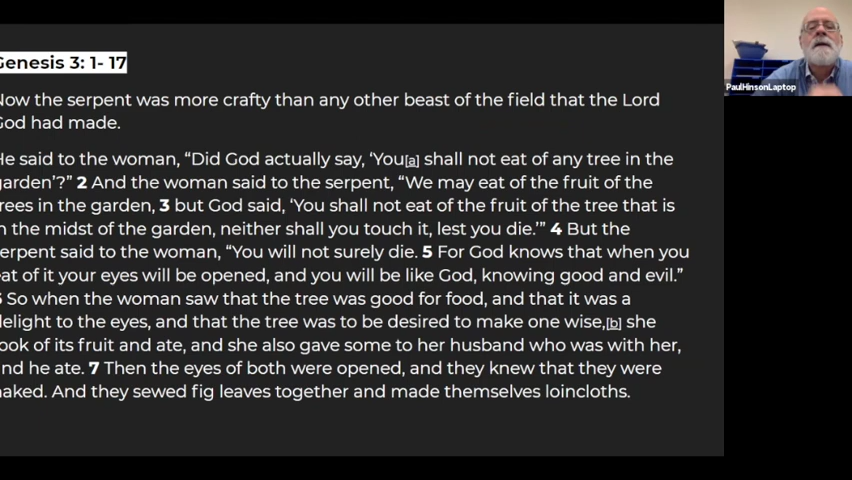 Genesis 3: 1- 17
Now the serpent was more crafty than any other beast of the field that the Lord
God had made.
He said to the woman, “Did God actually say, ‘You[a] shall not eat of any tree in the
garden’?” 2 And the woman said to the serpent, “We may eat of the fruit of the
trees in the garden, 3 but God said, ‘You shall not eat of the fruit of the tree that is
in the midst of the garden, neither shall you touch it, lest you die.’” 4 But the
serpent said to the woman, “You will not surely die. 5 For God knows that when you
eat of it your eyes will be opened, and you will be like God, knowing good and evil.”
6 So when the woman saw that the tree was good for food, and that it was a
delight to the eyes, and that the tree was to be desired to make one wise,[b] she
took of its fruit and ate, and she also gave some to her husband who was with her,
and he ate. 7 Then the eyes of both were opened, and they knew that they were
naked. And they sewed fig leaves together and made themselves loincloths.
PaulHinsonLaptop